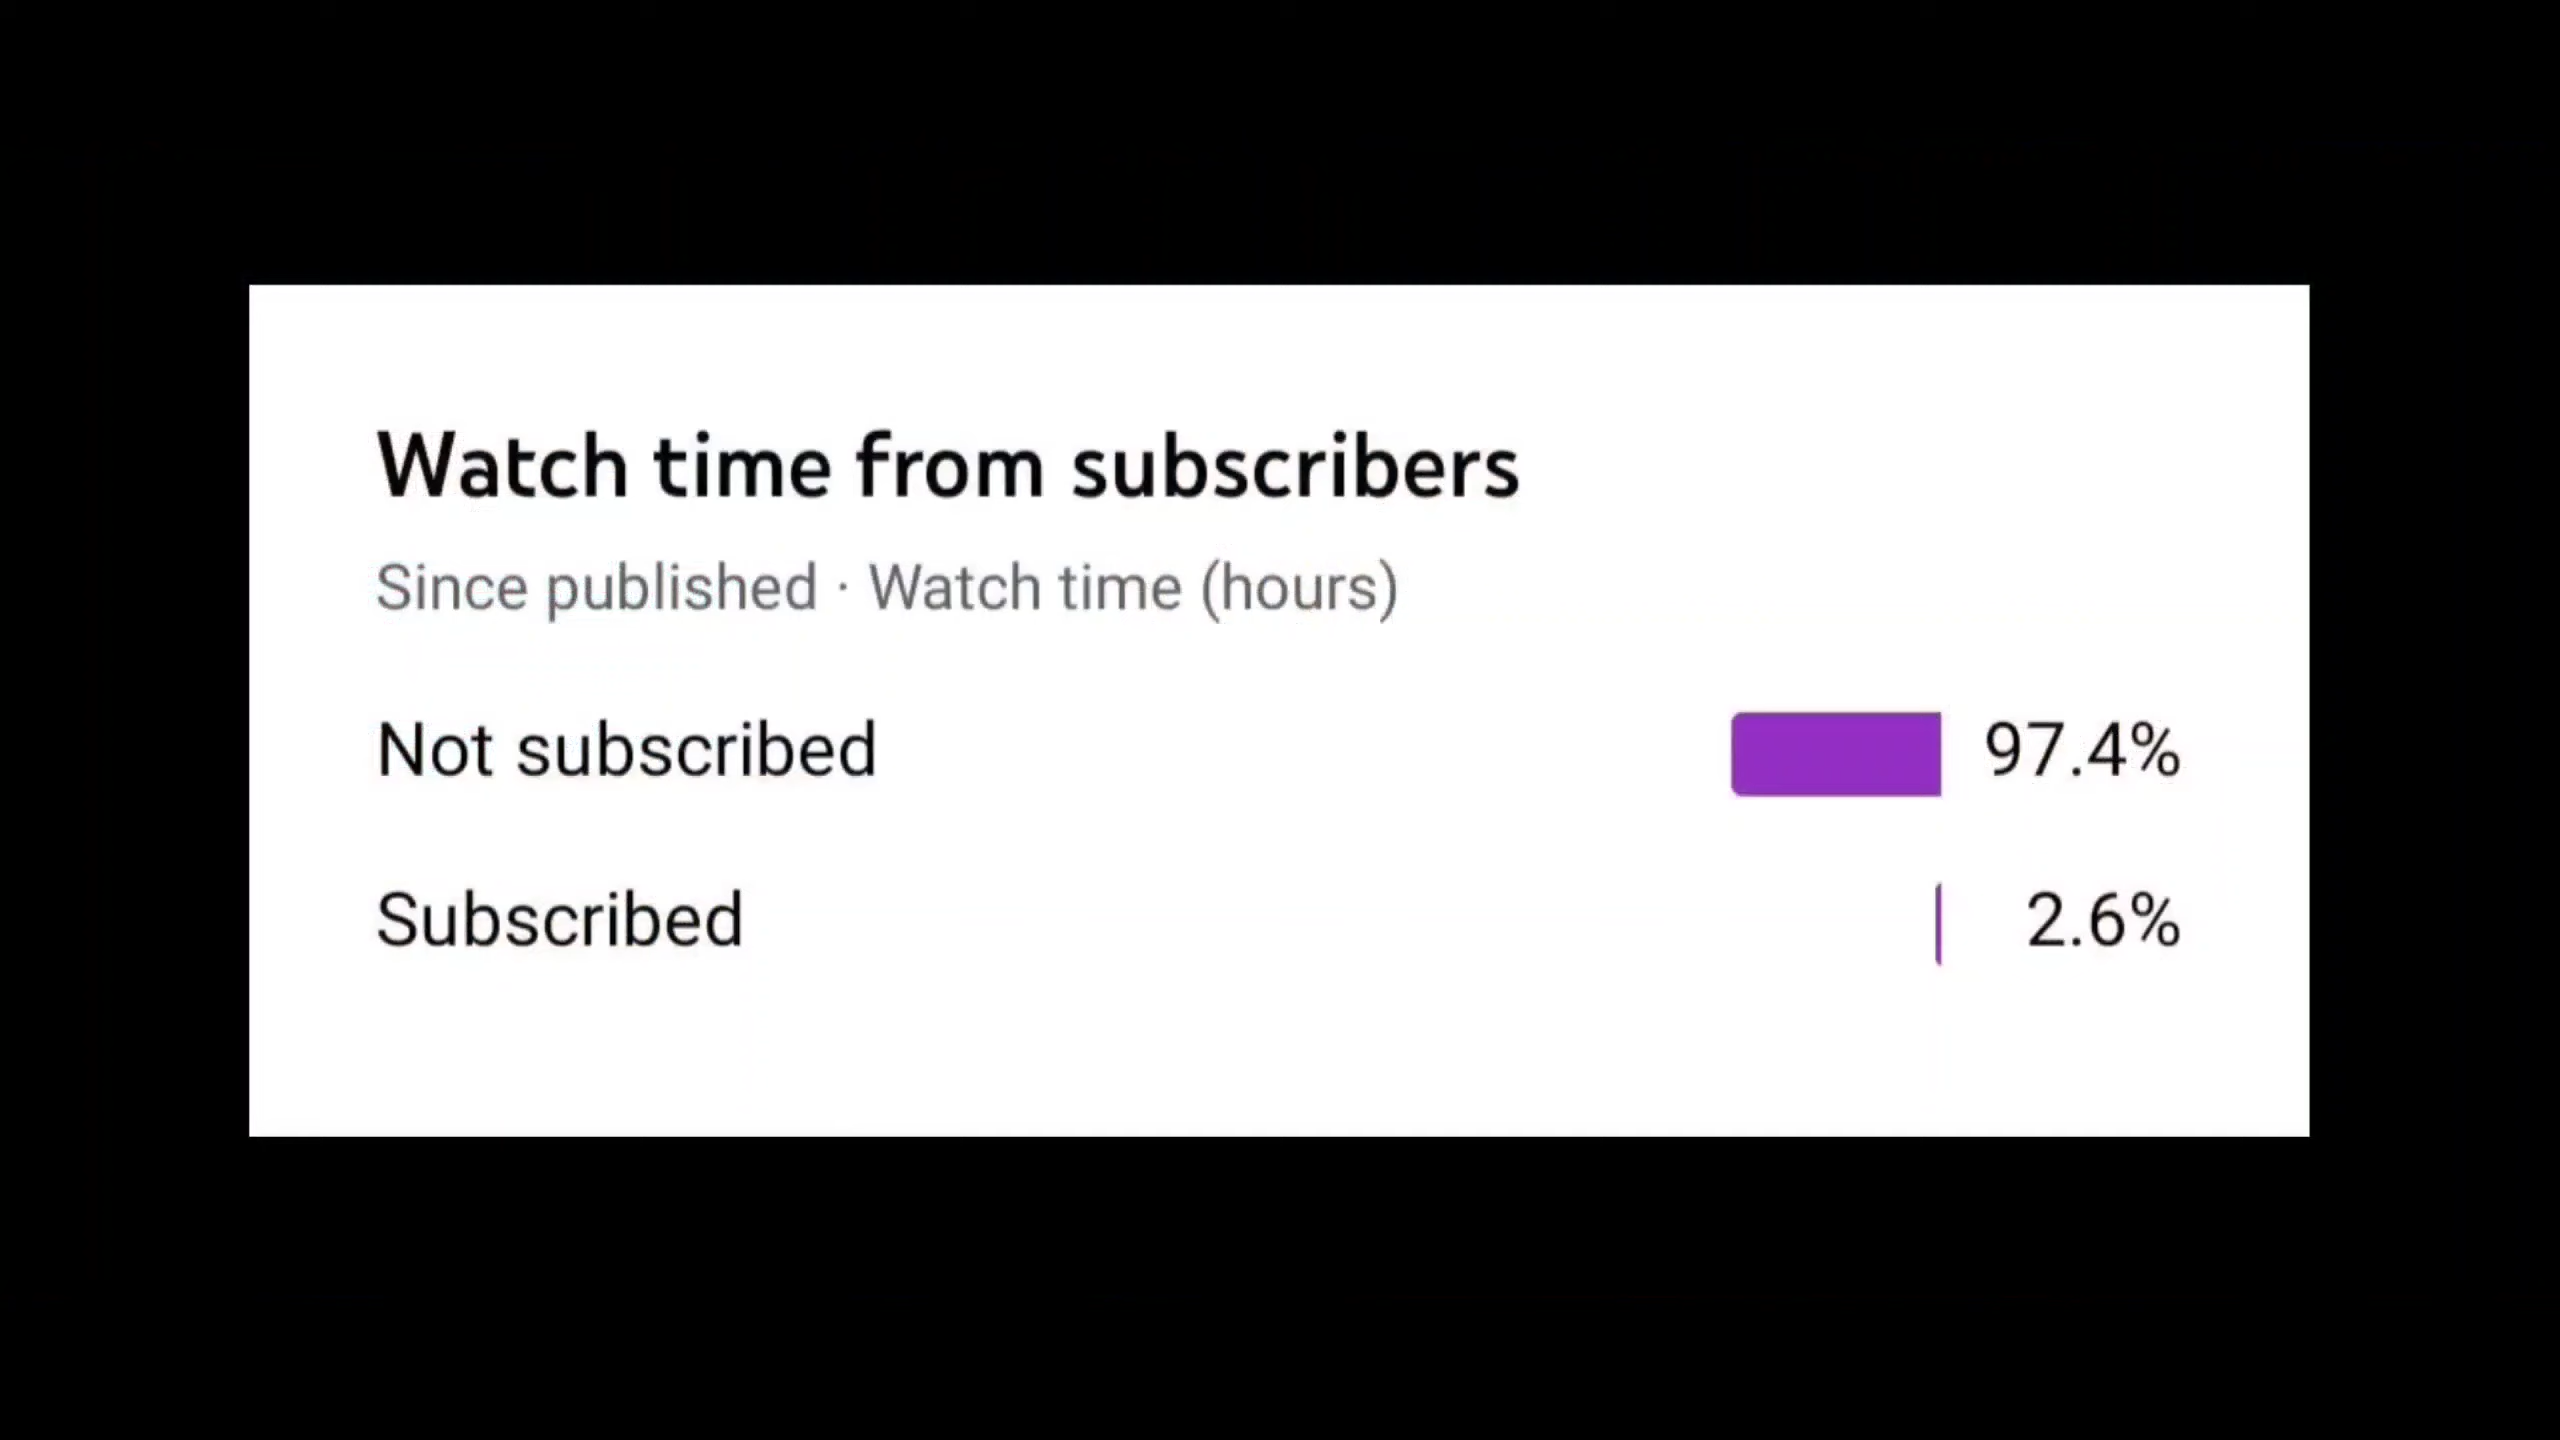 Watch time from subscribers
Since published · Watch time (hours)
Not subscribed 97.4%
Subscribed 2.6%